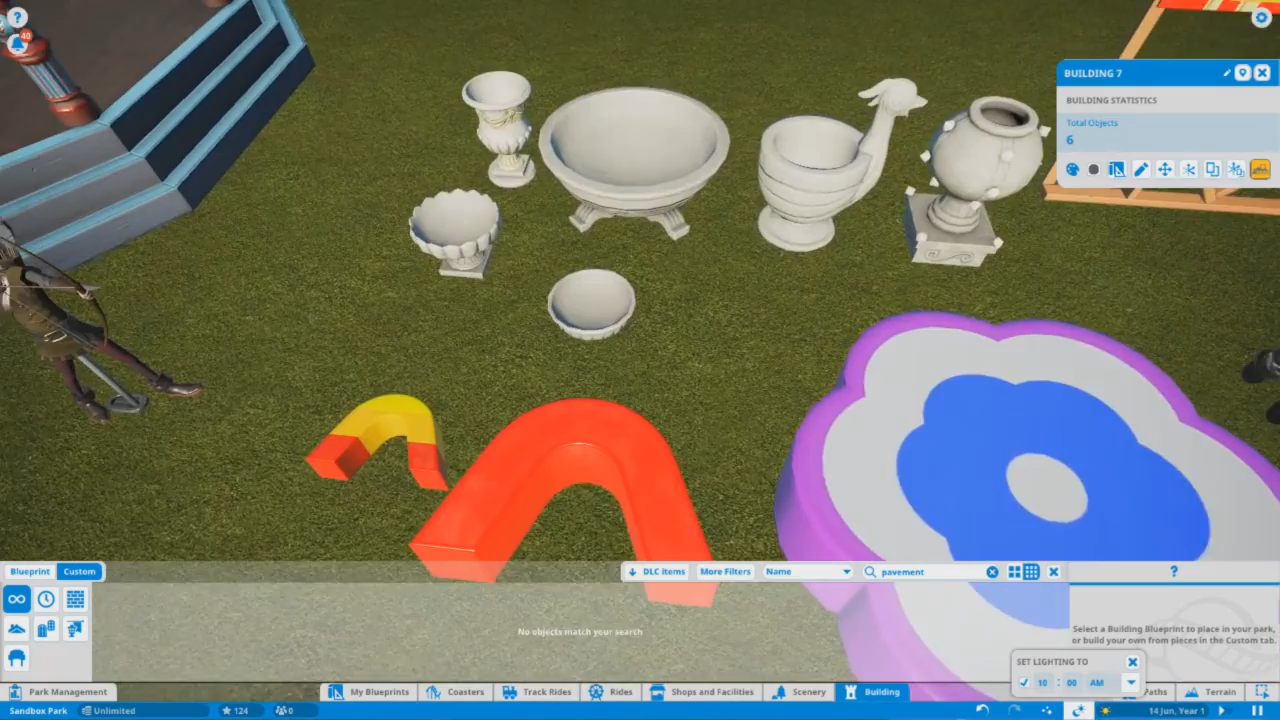 ?
40
BUILDING 7
BUILDING STATISTICS
Total Objects
6
Blueprint
Custom
DLC Items
More Filters
Name
pavement
?
No objects match your search
Select a Building Blueprint to place in your park,
or build your own from pieces in the Custom tab.
SET LIGHTING TO
10 : 00 AM
Park Management
My Blueprints
Coasters
Track Rides
Rides
Shops and Facilities
Scenery
Building
Paths
Terrain
Sandbox Park
Unlimited
124
0
14 Jun, Year 1